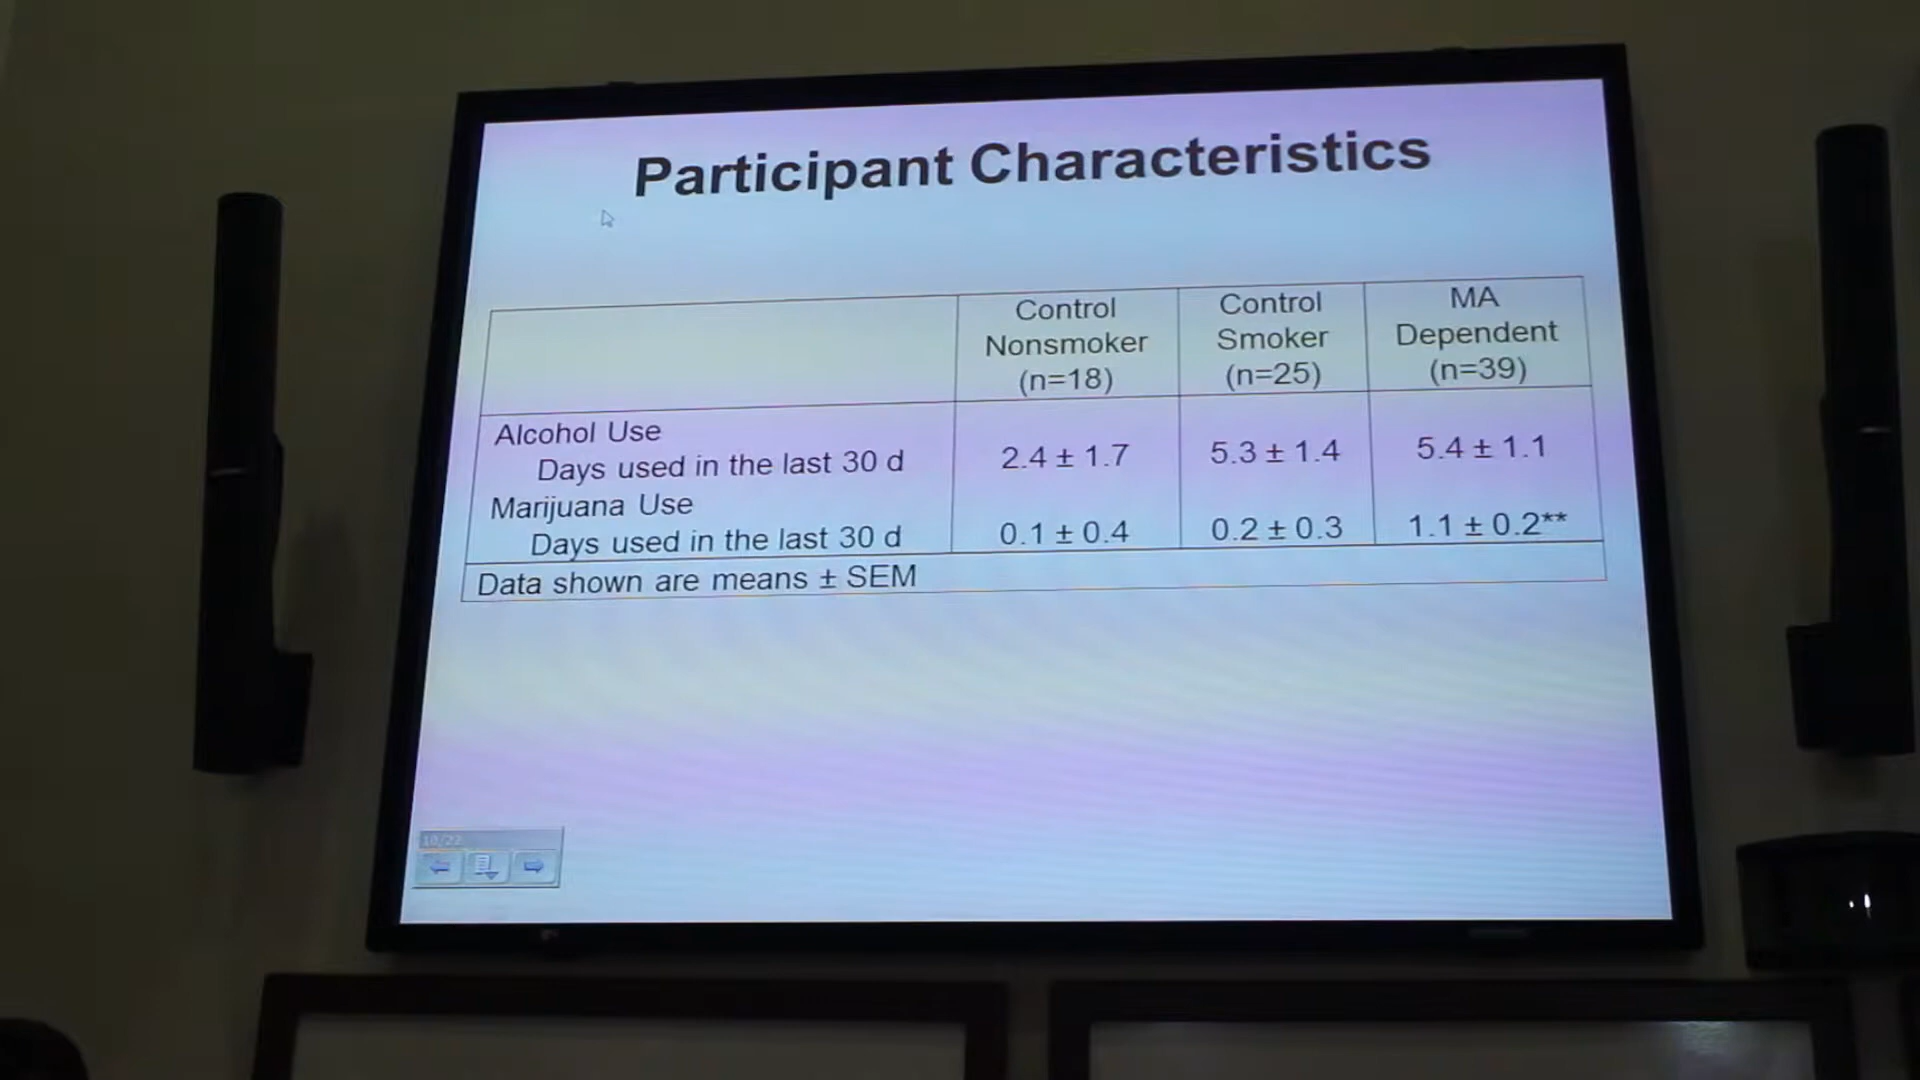 Participant Characteristics
Control Nonsmoker (n=18)
Control Smoker (n=25)
MA Dependent (n=39)
Alcohol Use
Days used in the last 30 d 2.4 ± 1.7 5.3 ± 1.4 5.4 ± 1.1
Marijuana Use
Days used in the last 30 d 0.1 ± 0.4 0.2 ± 0.3 1.1 ± 0.2**
Data shown are means ± SEM
10/22